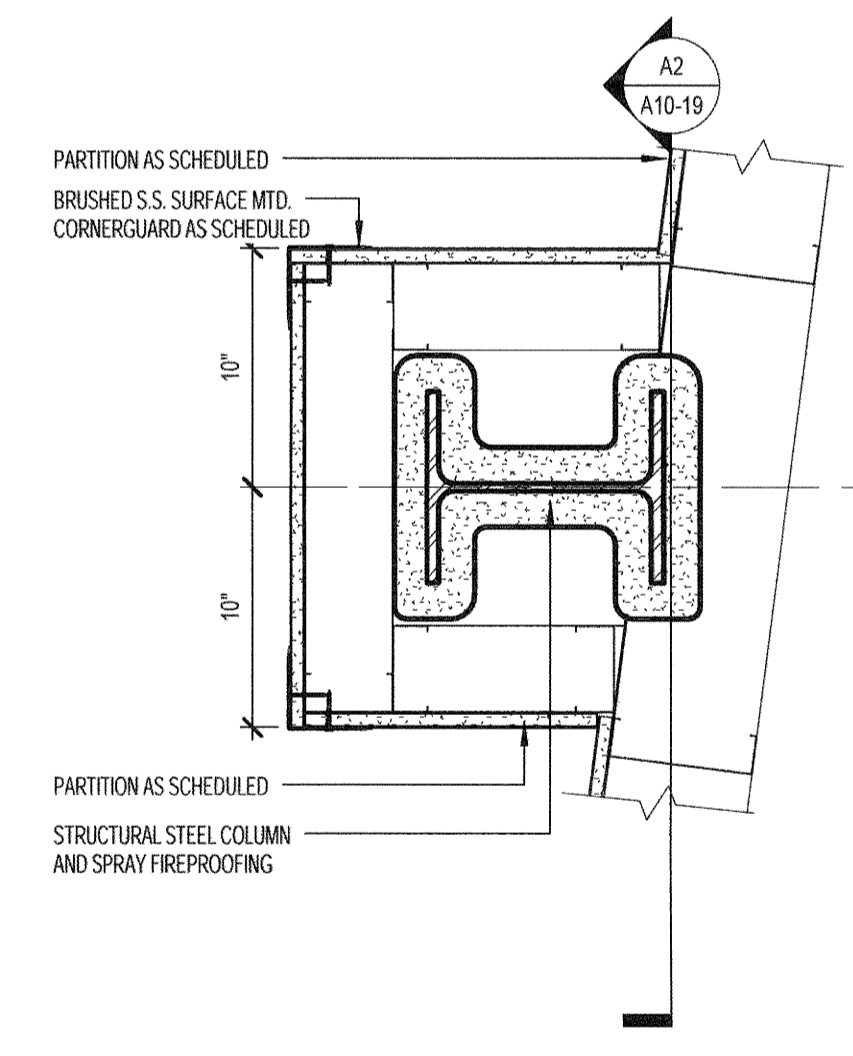 A2
A10-19
PARTITION AS SCHEDULED
BRUSHED S.S. SURFACE MTD.
CORNERGUARD AS SCHEDULED
10"
10"
PARTITION AS SCHEDULED
STRUCTURAL STEEL COLUMN
AND SPRAY FIREPROOFING